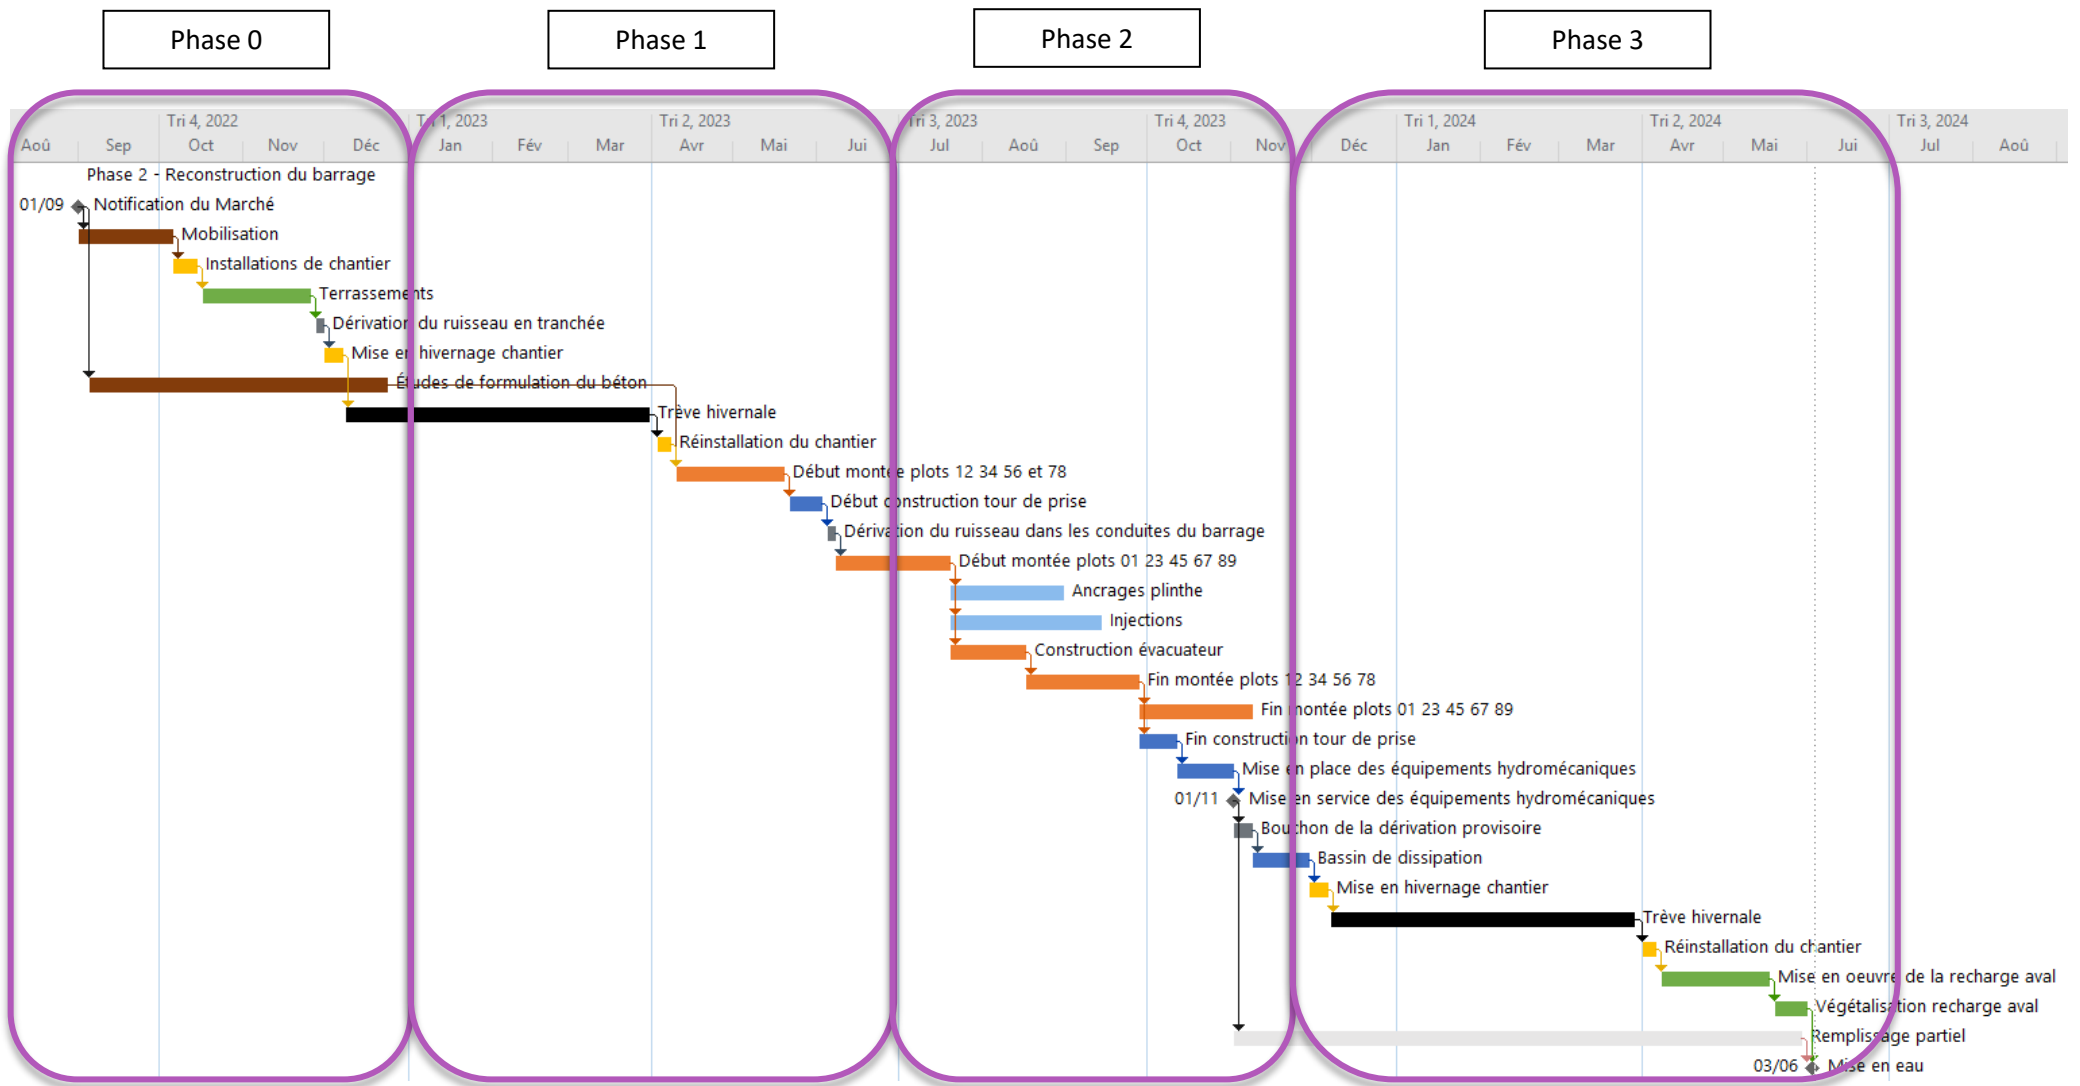 Phase 0 Phase 1 Phase 2 Phase 3
Tri 4, 2022 Tri 1, 2023 Tri 2, 2023 Tri 3, 2023 Tri 4, 2023 Tri 1, 2024 Tri 2, 2024 Tri 3, 2024
Aoû Sep Oct Nov Déc Jan Fév Mar Avr Mai Jui Jul Aoû Sep Oct Nov Déc Jan Fév Mar Avr Mai Jui Jul Aoû
Phase 2 - Reconstruction du barrage
01/09 Notification du Marché
Mobilisation
Installations de chantier
Terrassements
Dérivation du ruisseau en tranchée
Mise en hivernage chantier
Études de formulation du béton
Trève hivernale
Réinstallation du chantier
Début montée plots 12 34 56 et 78
Début construction tour de prise
Dérivation du ruisseau dans les conduites du barrage
Début montée plots 01 23 45 67 89
Ancrages plinthe
Injections
Construction évacuateur
Fin montée plots 12 34 56 78
Fin montée plots 01 23 45 67 89
Fin construction tour de prise
Mise en place des équipements hydromécaniques
01/11 Mise en service des équipements hydromécaniques
Bouchon de la dérivation provisoire
Bassin de dissipation
Mise en hivernage chantier
Trève hivernale
Réinstallation du chantier
Mise en oeuvre de la recharge aval
Végétalisation recharge aval
Remplissage partiel
03/06 Mise en eau